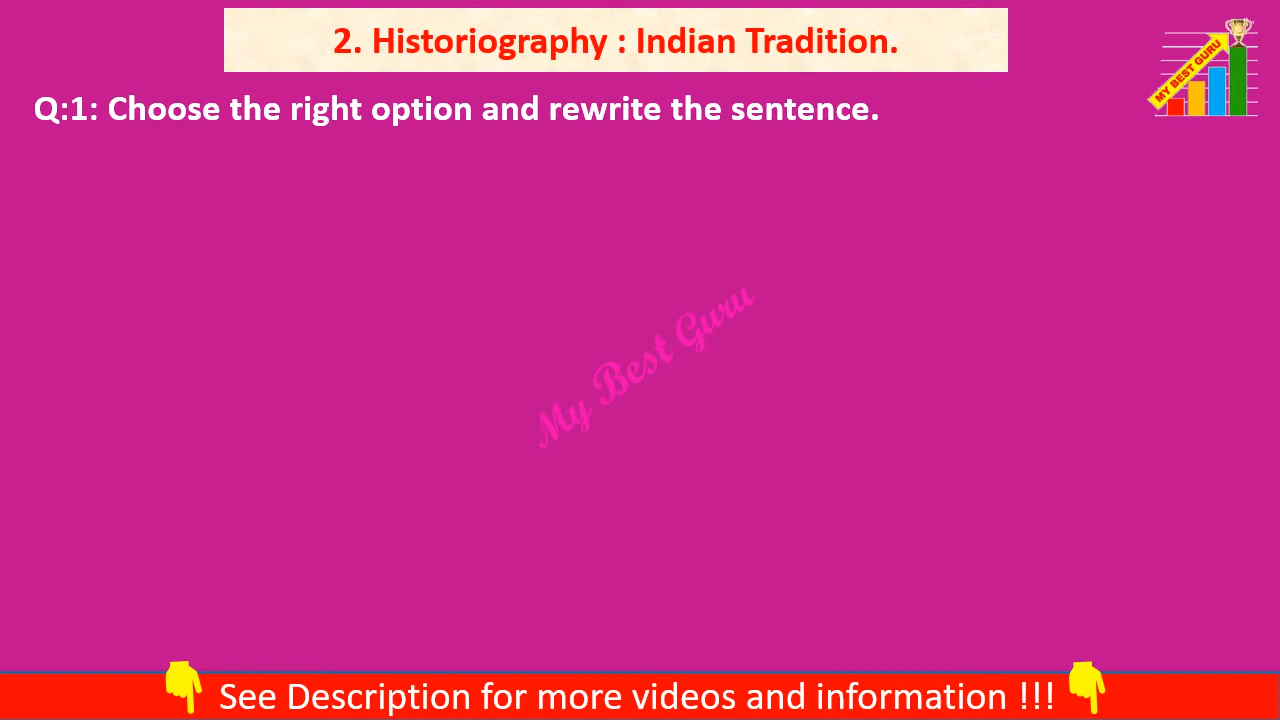 2. Historiography : Indian Tradition.
MY BEST GURU
Q:1: Choose the right option and rewrite the sentence.
My Best Guru
See Description for more videos and information !!!